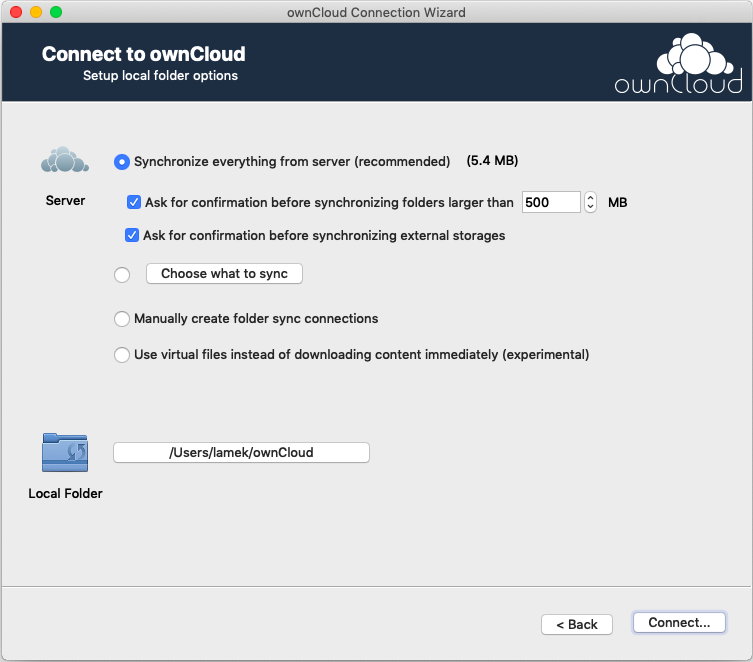 ownCloud Connection Wizard
Connect to ownCloud
Setup local folder options
ownCloud
Synchronize everything from server (recommended) (5.4 MB)
Server
Ask for confirmation before synchronizing folders larger than 500 MB
Ask for confirmation before synchronizing external storages
Choose what to sync
Manually create folder sync connections
Use virtual files instead of downloading content immediately (experimental)
/Users/lamek/ownCloud
Local Folder
< Back Connect...